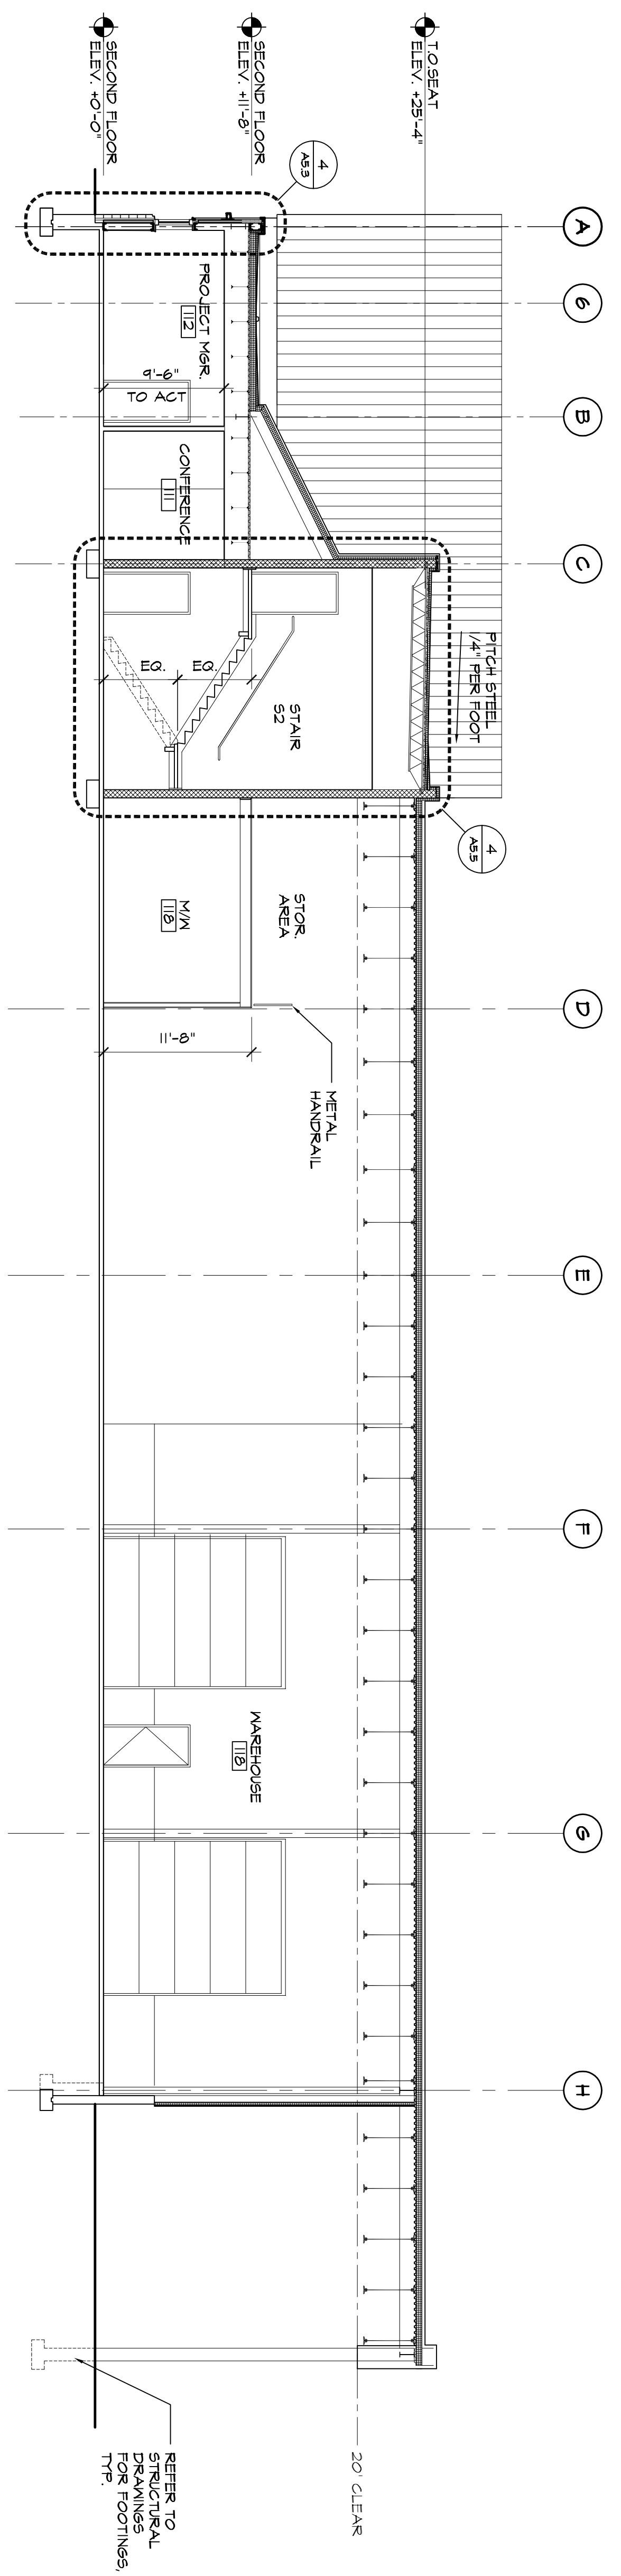 T.O.SEAT
ELEV. +25'-4"
SECOND FLOOR
ELEV. +11'-8"
SECOND FLOOR
ELEV. +0'-0"
A
6
B
C
D
E
F
G
H
4
A5.3
PROJECT MGR.
112
9'-6"
TO ACT
CONFERENCE
111
PITCH STEEL
1/4" PER FOOT
EQ.
EQ.
STAIR
S2
4
A5.5
STOR.
AREA
M/W
118
11'-8"
METAL
HANDRAIL
WAREHOUSE
118
20' CLEAR
REFER TO
STRUCTURAL
DRAWINGS
FOR FOOTINGS,
TYP.